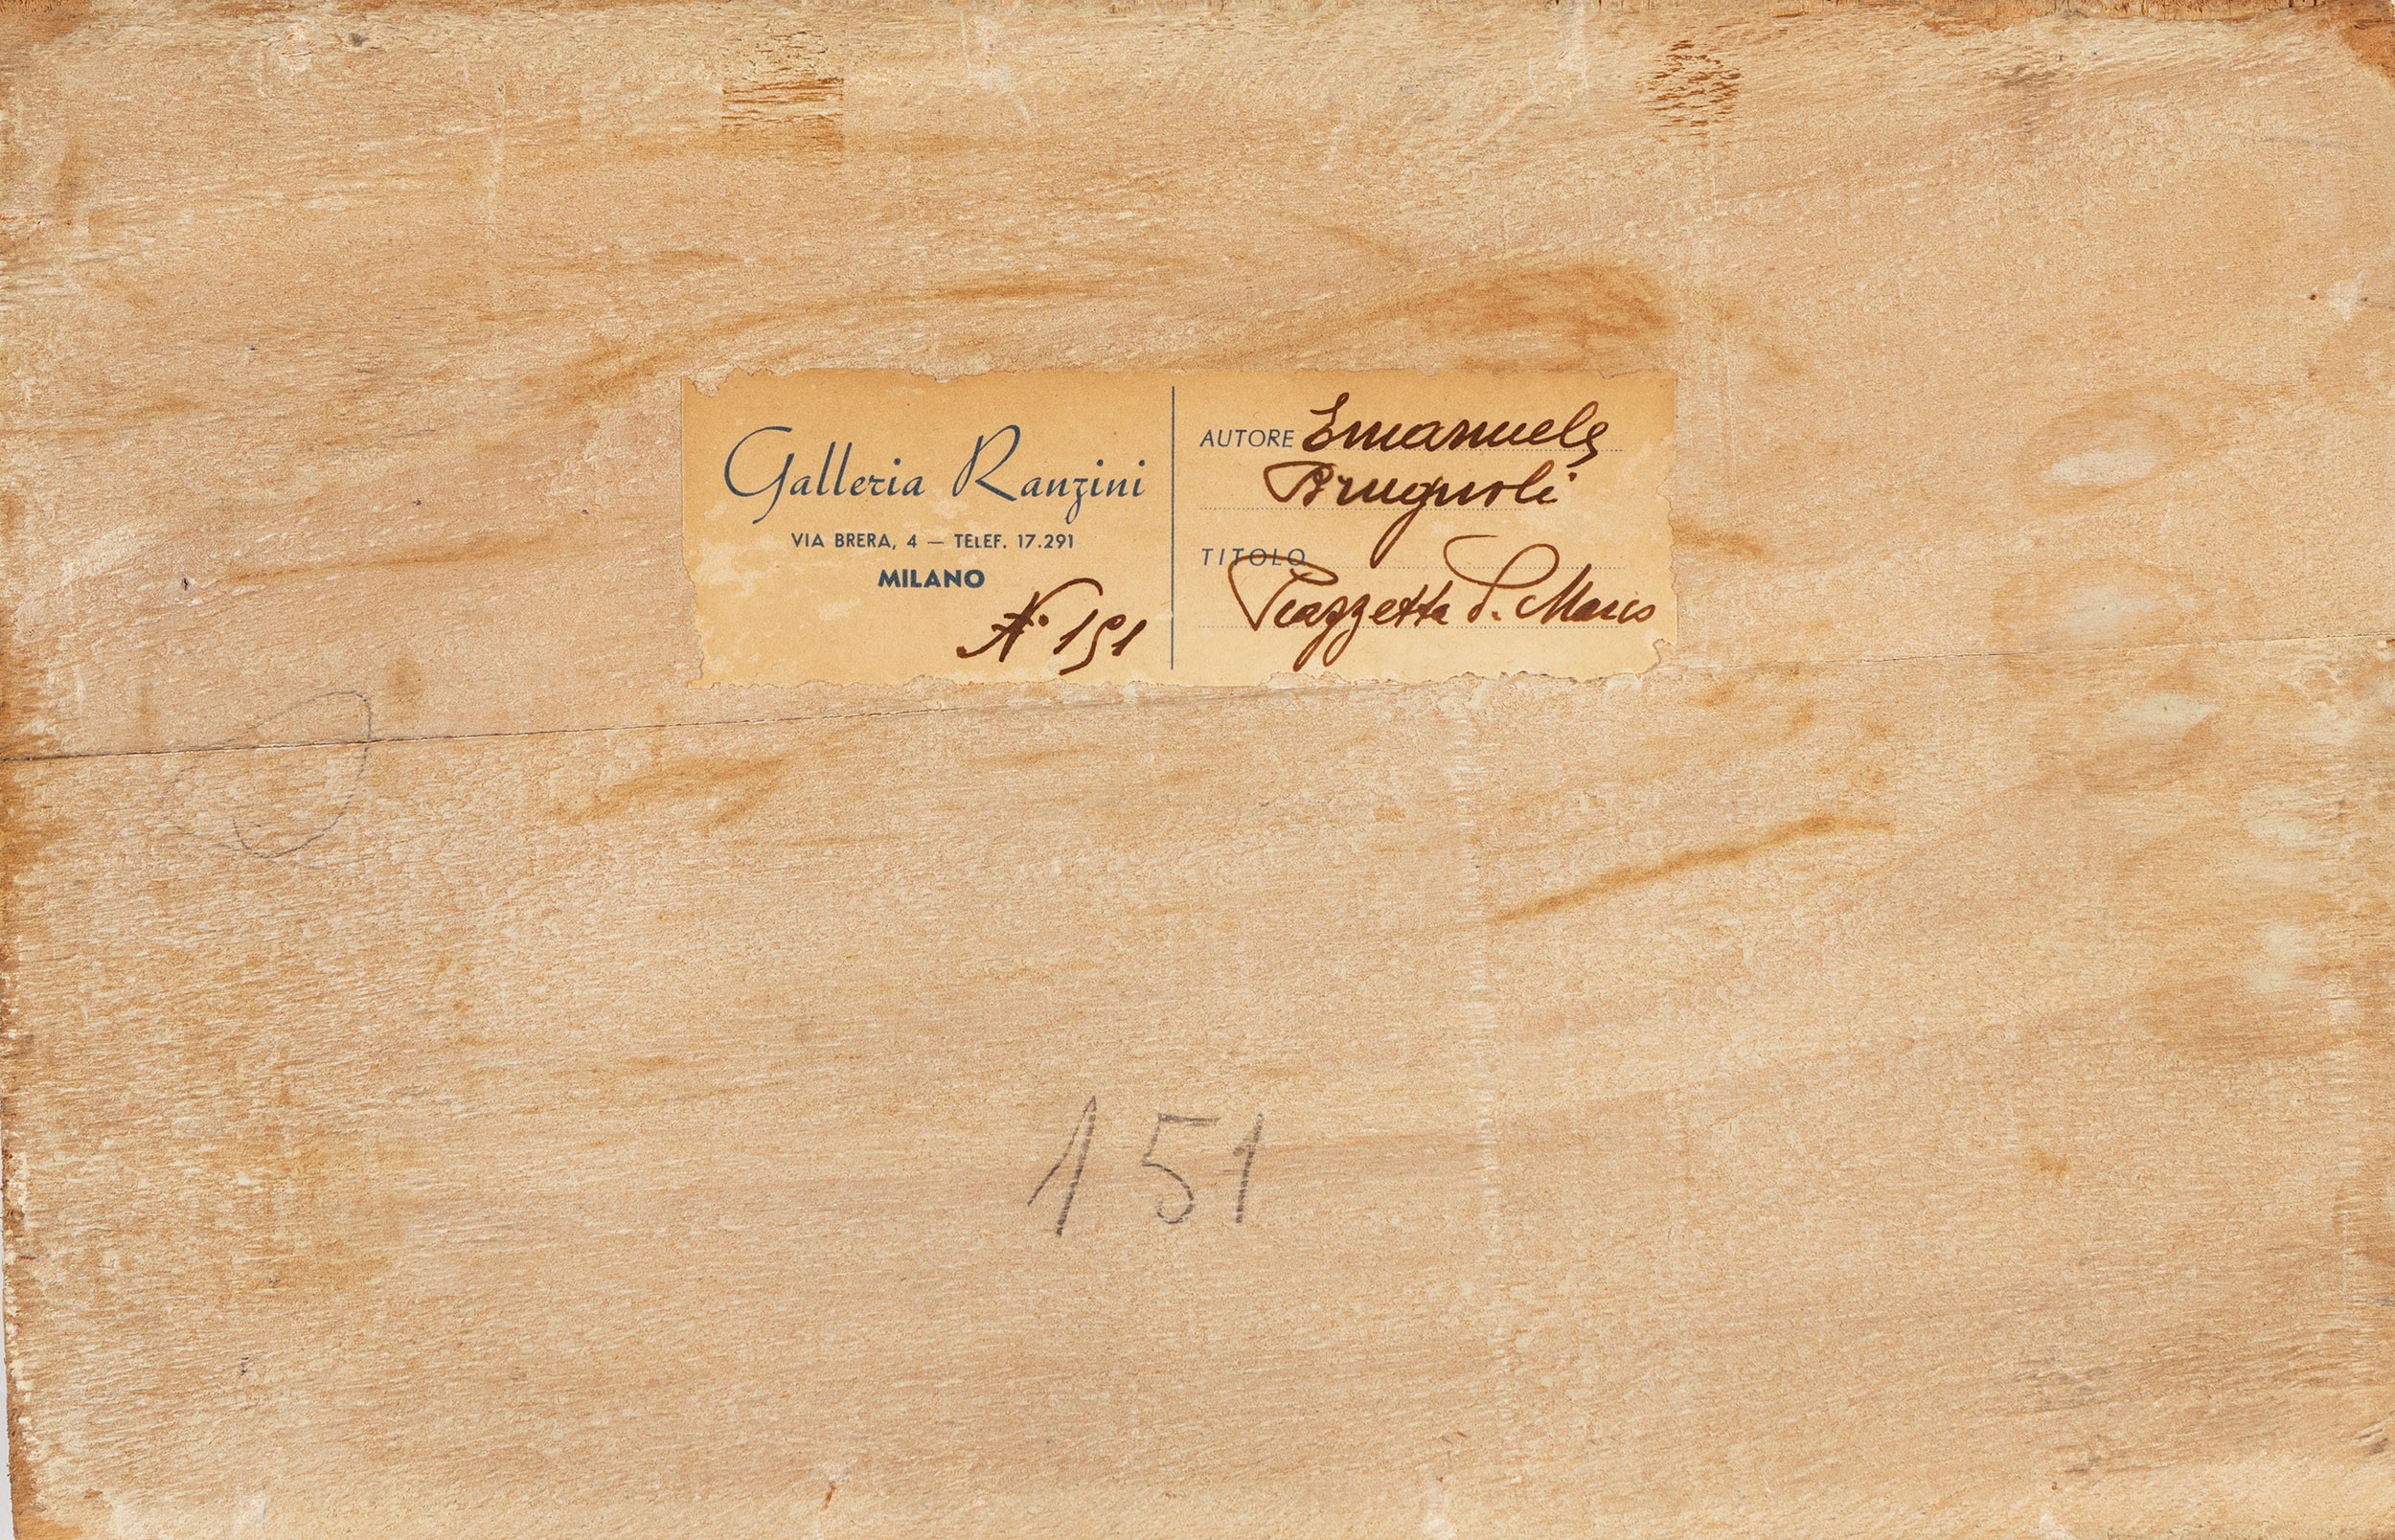 Galleria Ranzini
VIA BRERA, 4 — TELEF. 17.291
MILANO
N° 151
AUTORE Emanuele
Brugnoli
TITOLO
Piazzetta S. Marco
151